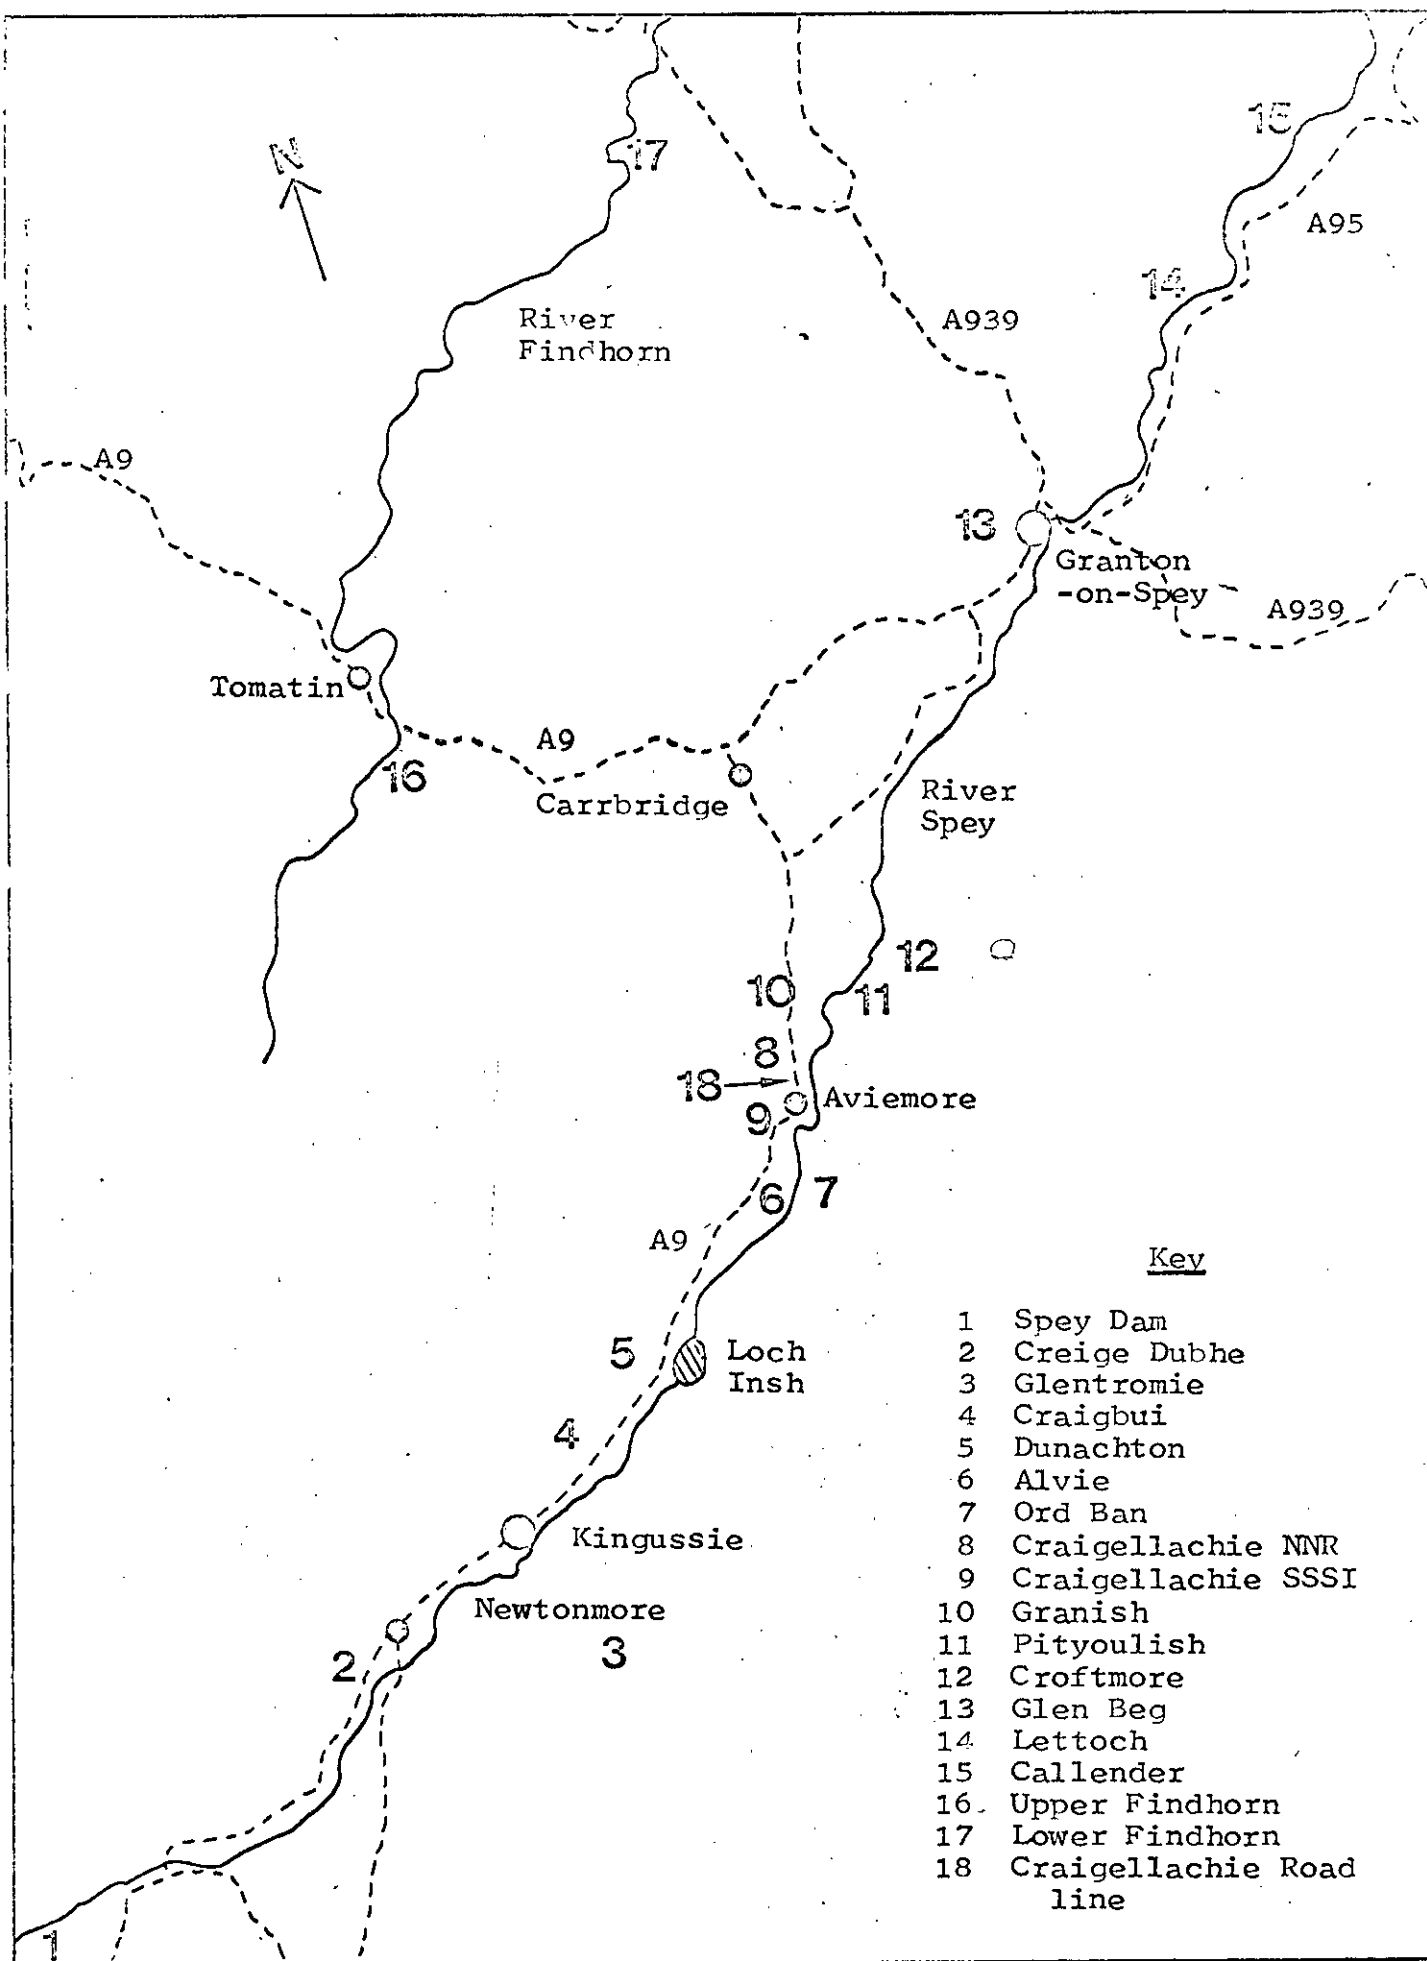 15
N
17
A95
14
River
Findhorn
A939
A9
13
Granton
-on-Spey
A939
Tomatin
A9
16
Carrbridge
River
Spey
12
10
11
8
18
Aviemore
9
6
7
A9
Key
1 Spey Dam
2 Creige Dubhe
3 Glentromie
4 Craigbui
5 Dunachton
6 Alvie
7 Ord Ban
8 Craigellachie NNR
9 Craigellachie SSSI
10 Granish
11 Pityoulish
12 Croftmore
13 Glen Beg
14 Lettoch
15 Callender
16 Upper Findhorn
17 Lower Findhorn
18 Craigellachie Road
line
5
Loch
Insh
4
Kingussie
Newtonmore
3
2
1